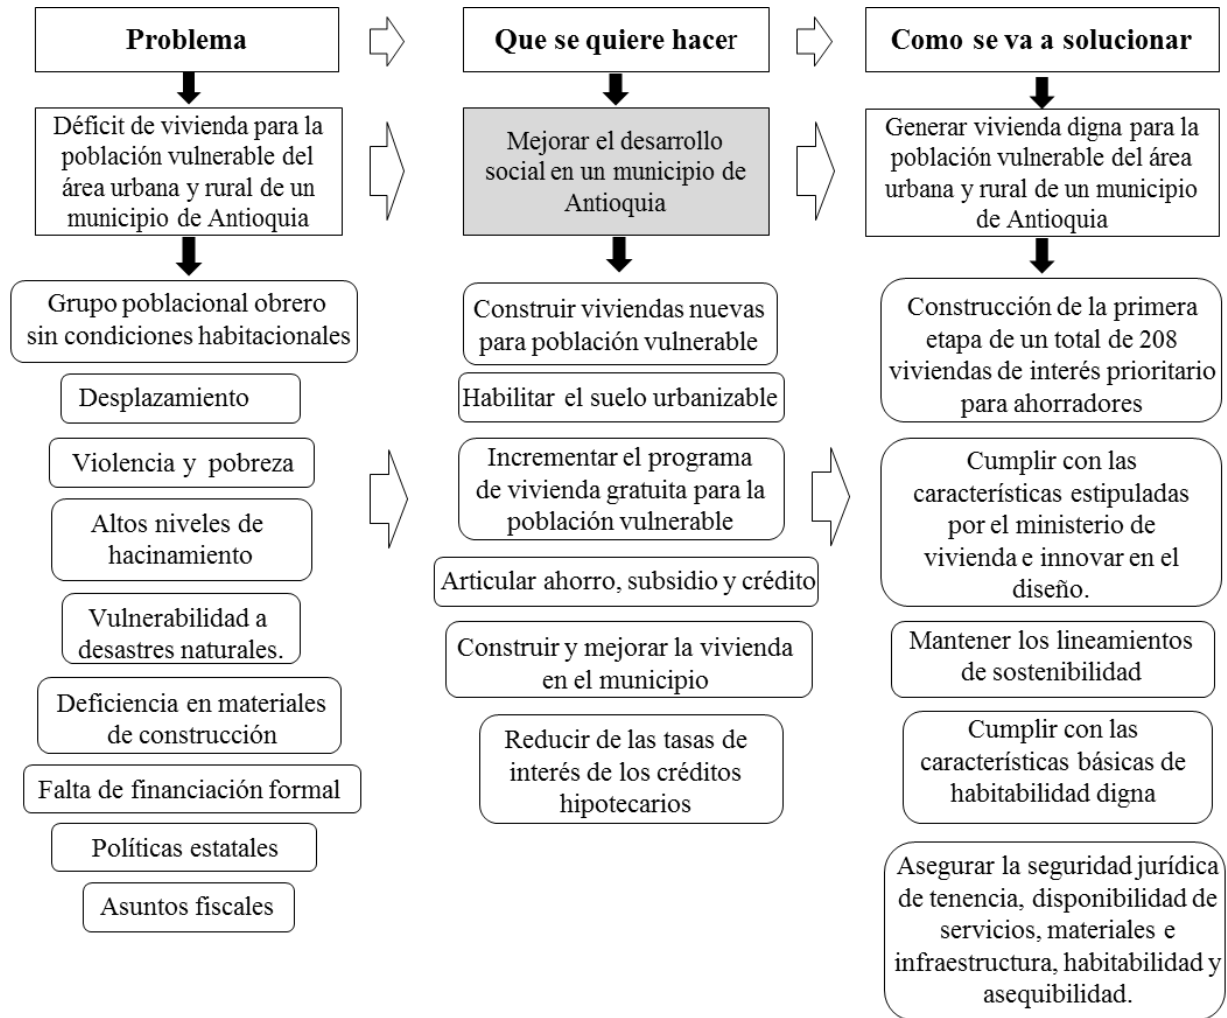 Problema
Que se quiere hacer
Como se va a solucionar
Déficit de vivienda para la
población vulnerable del
área urbana y rural de un
municipio de Antioquia
Mejorar el desarrollo
social en un municipio de
Antioquia
Generar vivienda digna para la
población vulnerable del área
urbana y rural de un municipio
de Antioquia
Grupo poblacional obrero
sin condiciones habitacionales
Desplazamiento
Violencia y pobreza
Altos niveles de
hacinamiento
Vulnerabilidad a
desastres naturales.
Deficiencia en materiales
de construcción
Falta de financiación formal
Políticas estatales
Asuntos fiscales
Construir viviendas nuevas
para población vulnerable
Habilitar el suelo urbanizable
Incrementar el programa
de vivienda gratuita para la
población vulnerable
Articular ahorro, subsidio y crédito
Construir y mejorar la vivienda
en el municipio
Reducir de las tasas de
interés de los créditos
hipotecarios
Construcción de la primera
etapa de un total de 208
viviendas de interés prioritario
para ahorradores
Cumplir con las
características estipuladas
por el ministerio de
vivienda e innovar en el
diseño.
Mantener los lineamientos
de sostenibilidad
Cumplir con las
características básicas de
habitabilidad digna
Asegurar la seguridad jurídica
de tenencia, disponibilidad de
servicios, materiales e
infraestructura, habitabilidad y
asequibilidad.